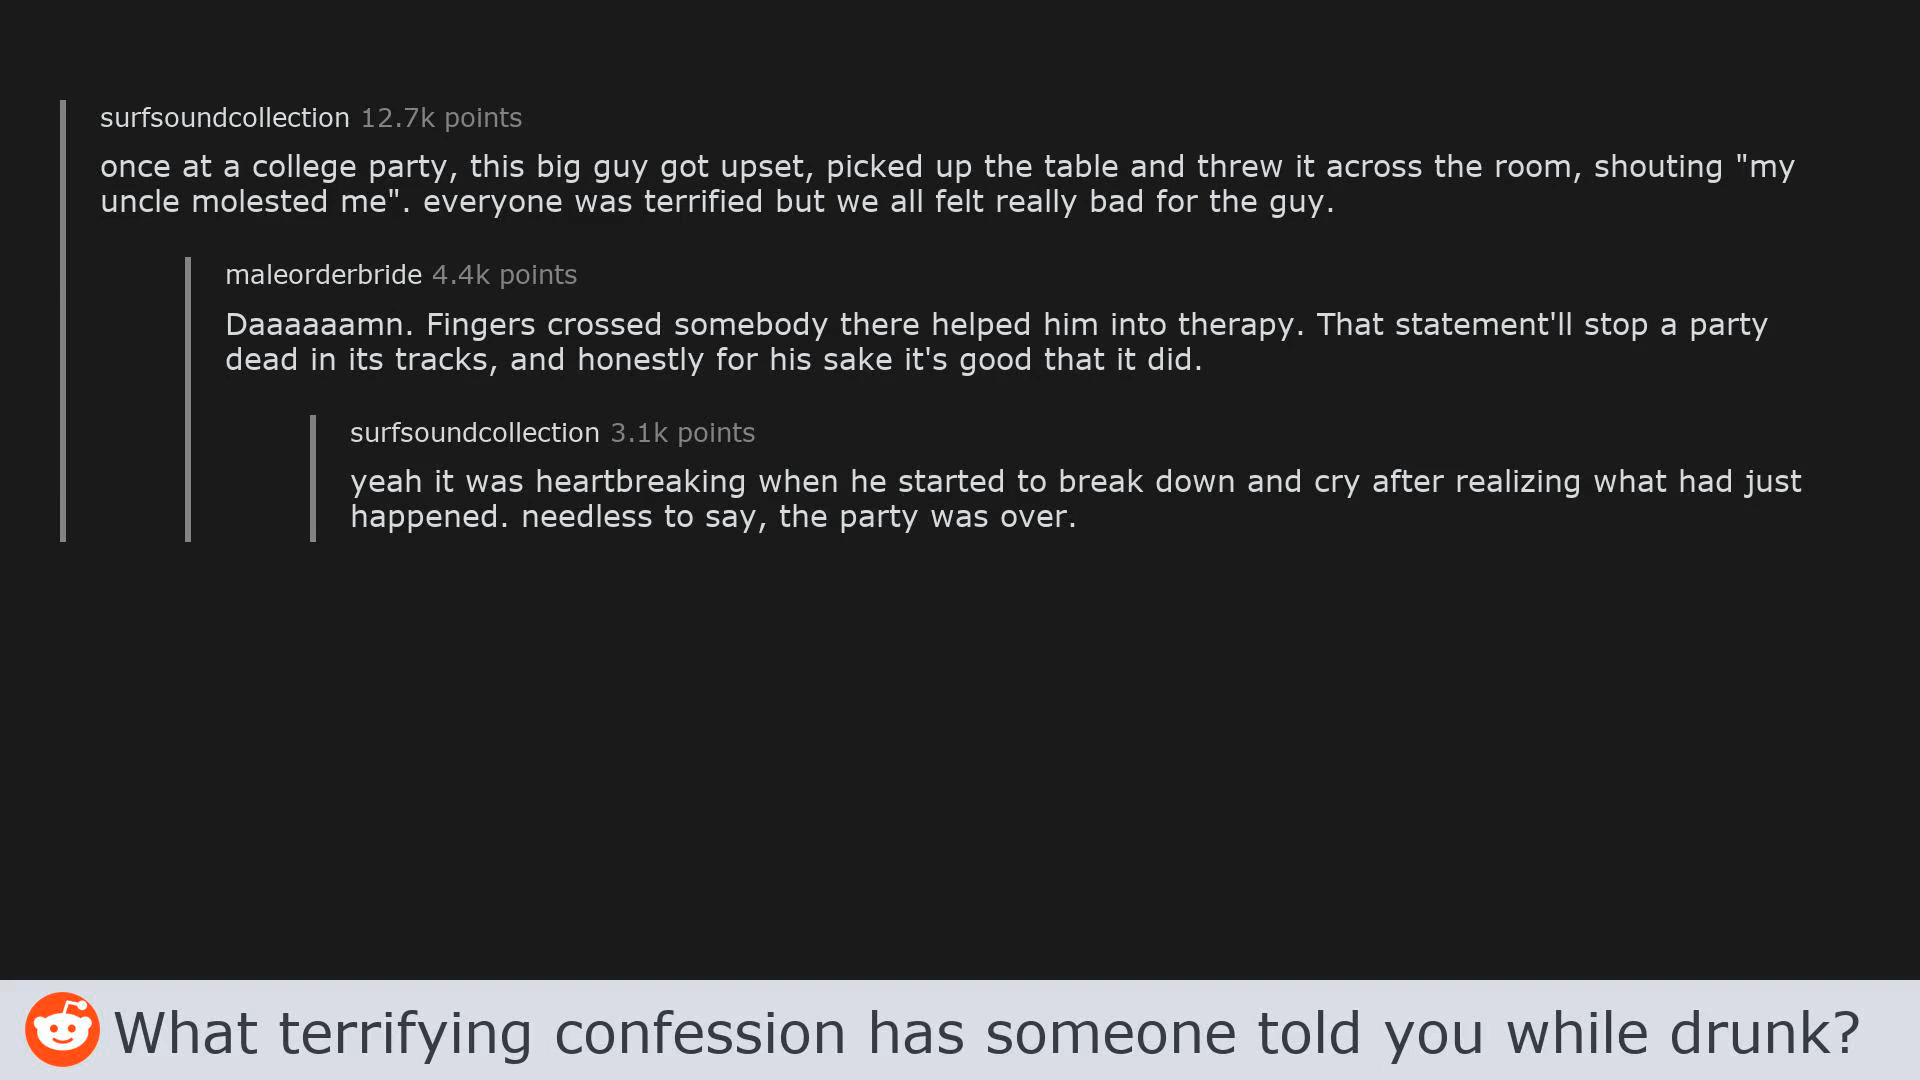 surfsoundcollection 12.7k points
once at a college party, this big guy got upset, picked up the table and threw it across the room, shouting "my
uncle molested me". everyone was terrified but we all felt really bad for the guy.
maleorderbride 4.4k points
Daaaaaamn. Fingers crossed somebody there helped him into therapy. That statement'll stop a party
dead in its tracks, and honestly for his sake it's good that it did.
surfsoundcollection 3.1k points
yeah it was heartbreaking when he started to break down and cry after realizing what had just
happened. needless to say, the party was over.
What terrifying confession has someone told you while drunk?